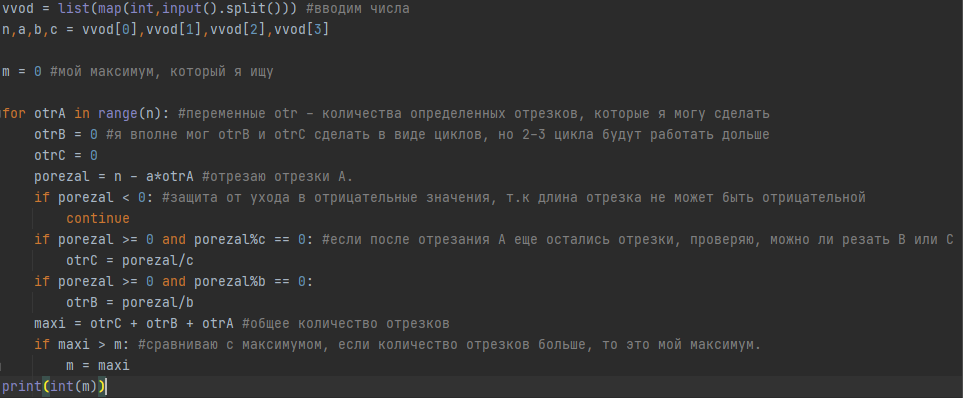 vvod = list(map(int,input().split())) #вводим числа
n,a,b,c = vvod[0],vvod[1],vvod[2],vvod[3]
m = 0 #мой максимум, который я ищу
for otrA in range(n): #переменные otr – количества определенных отрезков, которые я могу сделать
otrB = 0 #я вполне мог otrB и otrC сделать в виде циклов, но 2-3 цикла будут работать дольше
otrC = 0
porezal = n - a*otrA #отрезаю отрезки А.
if porezal < 0: #защита от ухода в отрицательные значения, т.к длина отрезка не может быть отрицательной
continue
if porezal >= 0 and porezal%c == 0: #если после отрезания А еще остались отрезки, проверяю, можно ли резать В или С
otrC = porezal/c
if porezal >= 0 and porezal%b == 0:
otrB = porezal/b
maxi = otrC + otrB + otrA #общее количество отрезков
if maxi > m: #сравниваю с максимумом, если количество отрезков больше, то это мой максимум.
m = maxi
print(int(m))